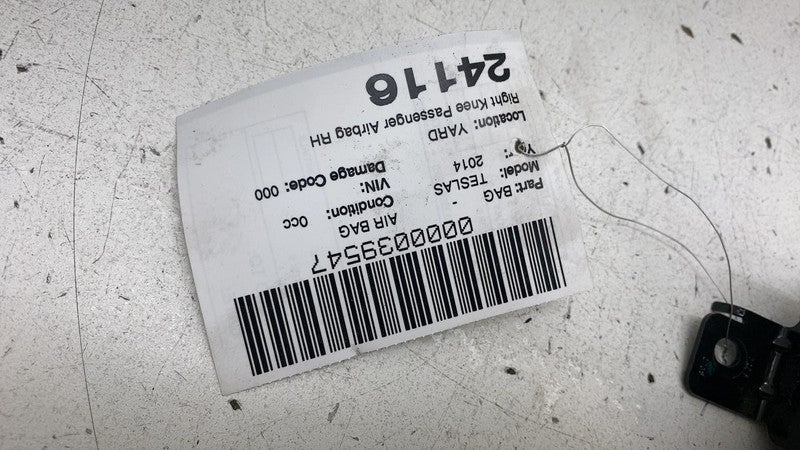 0000039547
Part: BAG - AIR BAG
Model: TESLAS Condition: 0cc
Yr: 2014 VIN:
Location: YARD Damage Code: 000
Right Knee Passenger Airbag RH
24116